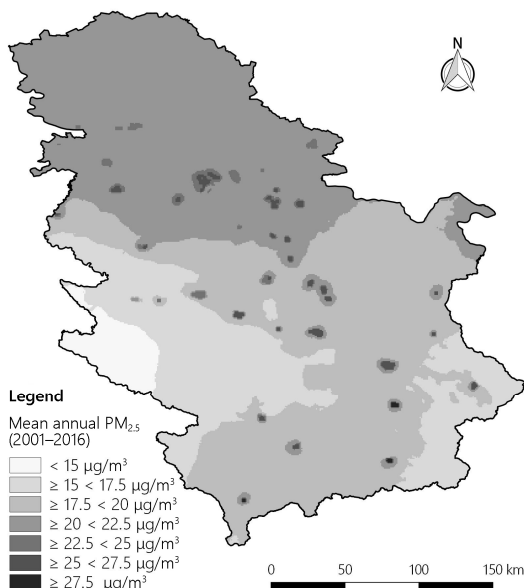 N
Legend
Mean annual PM2.5
(2001–2016)
< 15 µg/m³
≥ 15 < 17.5 µg/m³
≥ 17.5 < 20 µg/m³
≥ 20 < 22.5 µg/m³
≥ 22.5 < 25 µg/m³
≥ 25 < 27.5 µg/m³
≥ 27.5 µg/m³
0 50 100 150 km